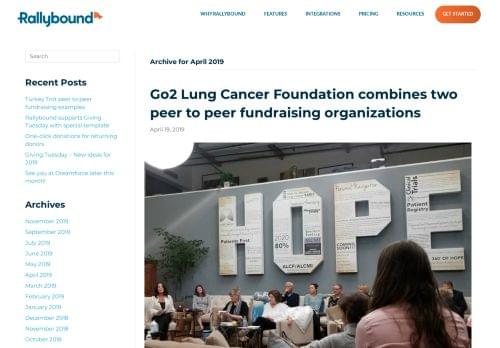 Rallybound
WHY RALLYBOUND
FEATURES
INTEGRATIONS
PRICING
RESOURCES
GET STARTED
Search
Recent Posts
Turkey Trot peer to peer
fundraising examples
Rallybound supports Giving
Tuesday with special template
One-click donations for returning
donors
Giving Tuesday – New ideas for
2019
See you at Dreamforce later this
month!
Archives
November 2019
September 2019
July 2019
June 2019
May 2019
April 2019
March 2019
February 2019
January 2019
December 2018
November 2018
October 2018
Archive for April 2019
Go2 Lung Cancer Foundation combines two
peer to peer fundraising organizations
April 19, 2019
HOPE
Patients First
2020
80%
ALCF/ALCMI
COMING SOON!!!
Clinical
Trials
Patient
Registry
360 OF HOPE